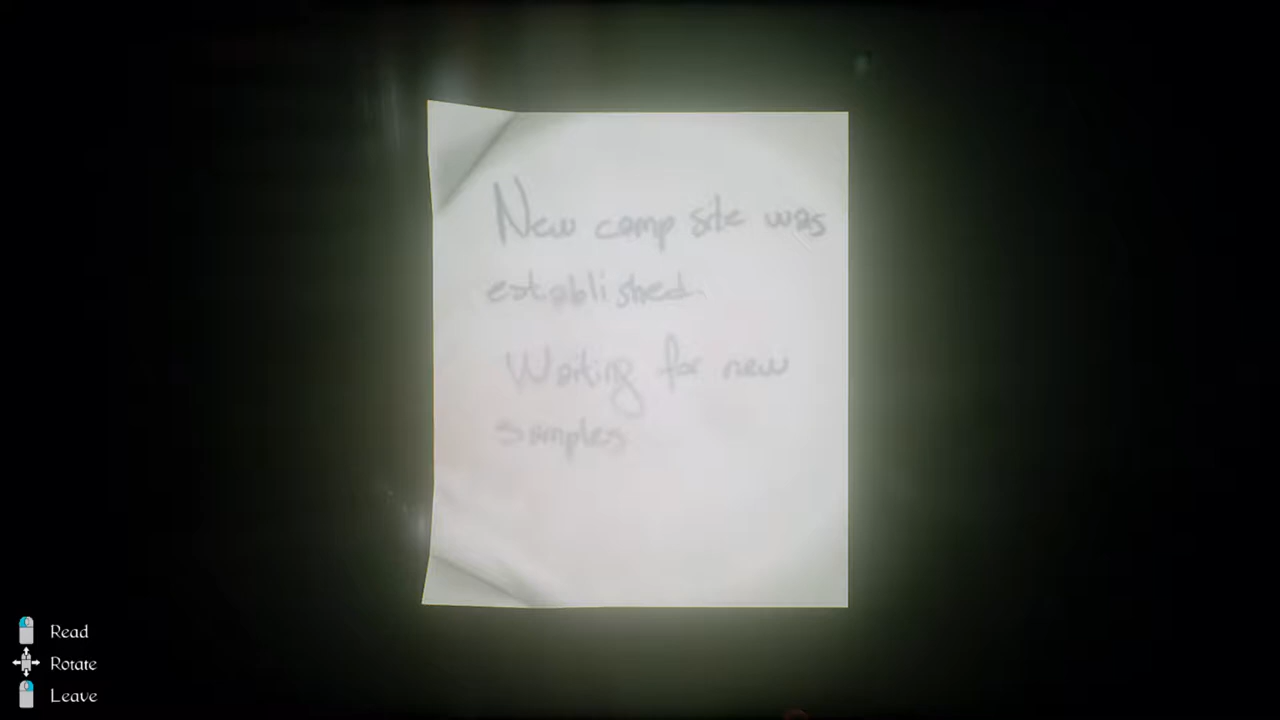 New camp site was
established.
Waiting for new
samples
Read
Rotate
Leave